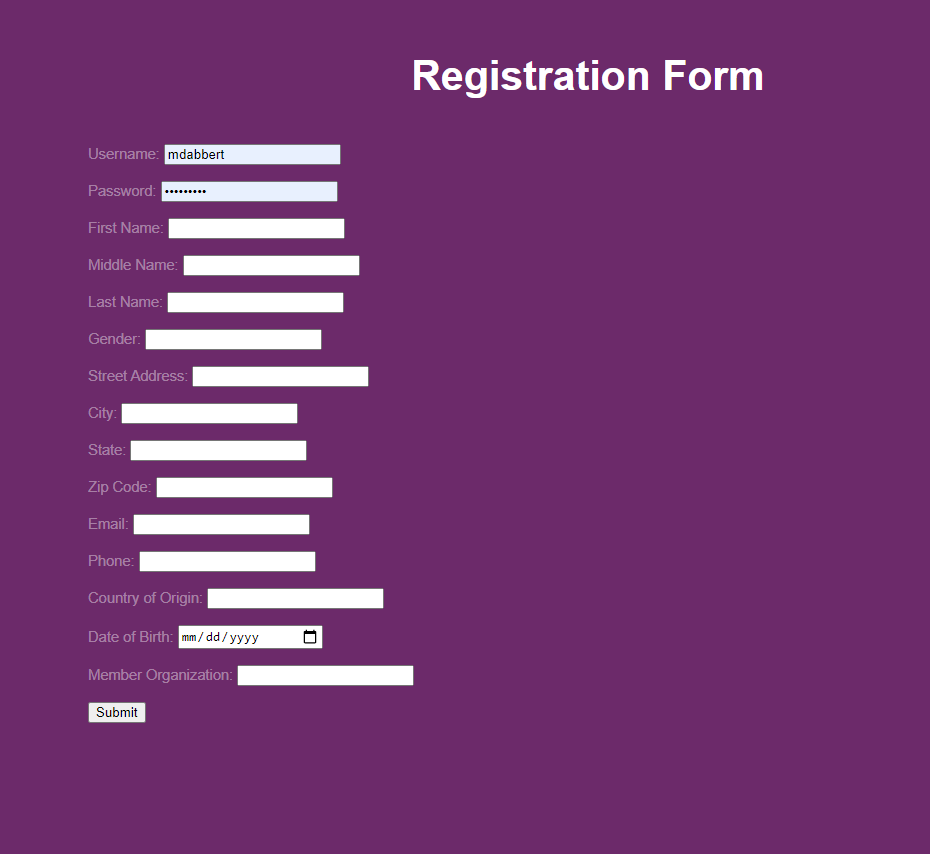 Registration Form
Username: mdabbert
Password: •••••••••
First Name:
Middle Name:
Last Name:
Gender:
Street Address:
City:
State:
Zip Code:
Email:
Phone:
Country of Origin:
Date of Birth: mm/dd/yyyy
Member Organization:
Submit